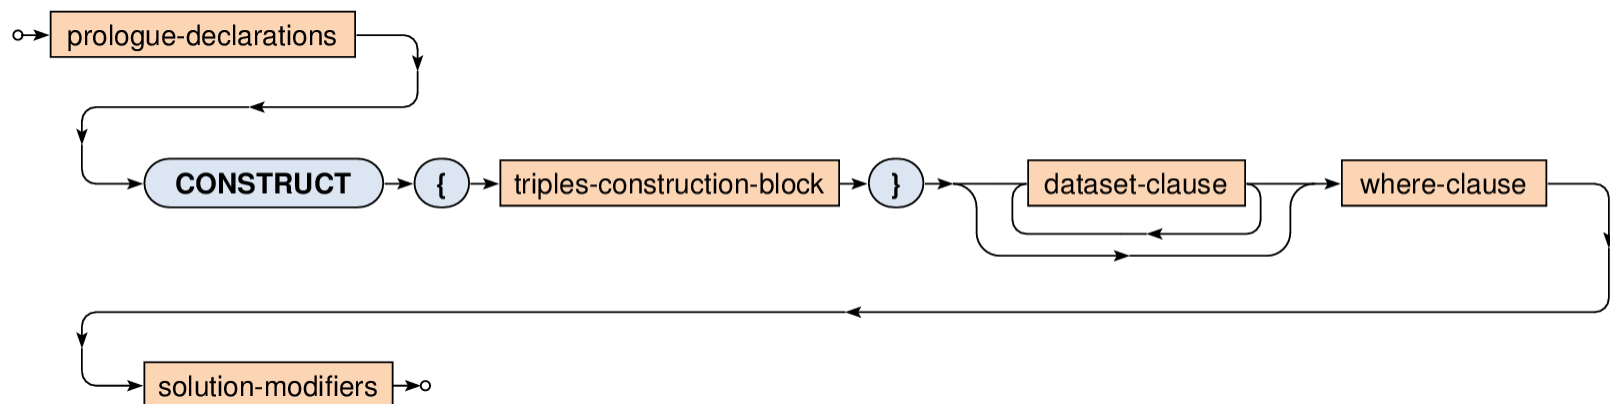 prologue-declarations
CONSTRUCT { triples-construction-block } dataset-clause where-clause
solution-modifiers